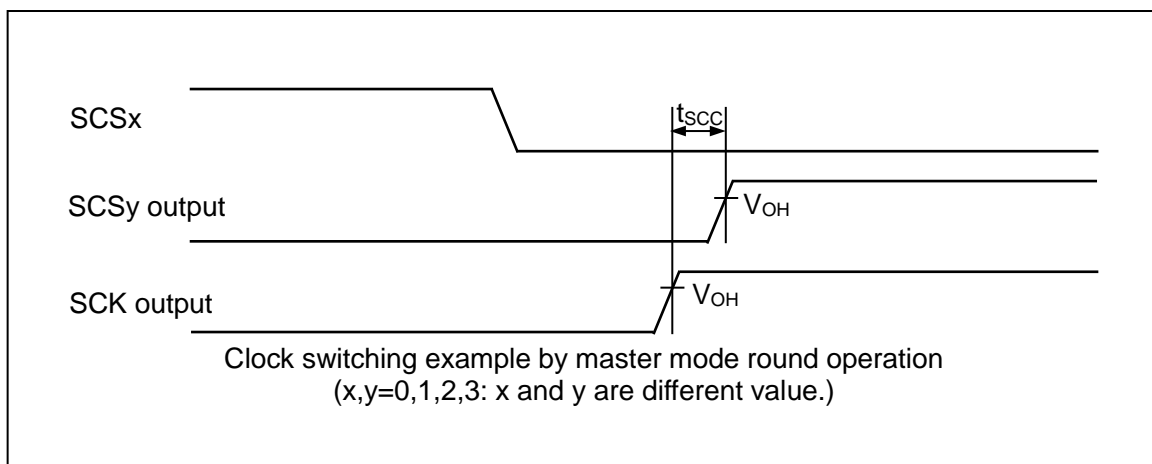 SCSx
tSCC
SCSy output
VOH
SCK output
VOH
Clock switching example by master mode round operation
(x,y=0,1,2,3: x and y are different value.)